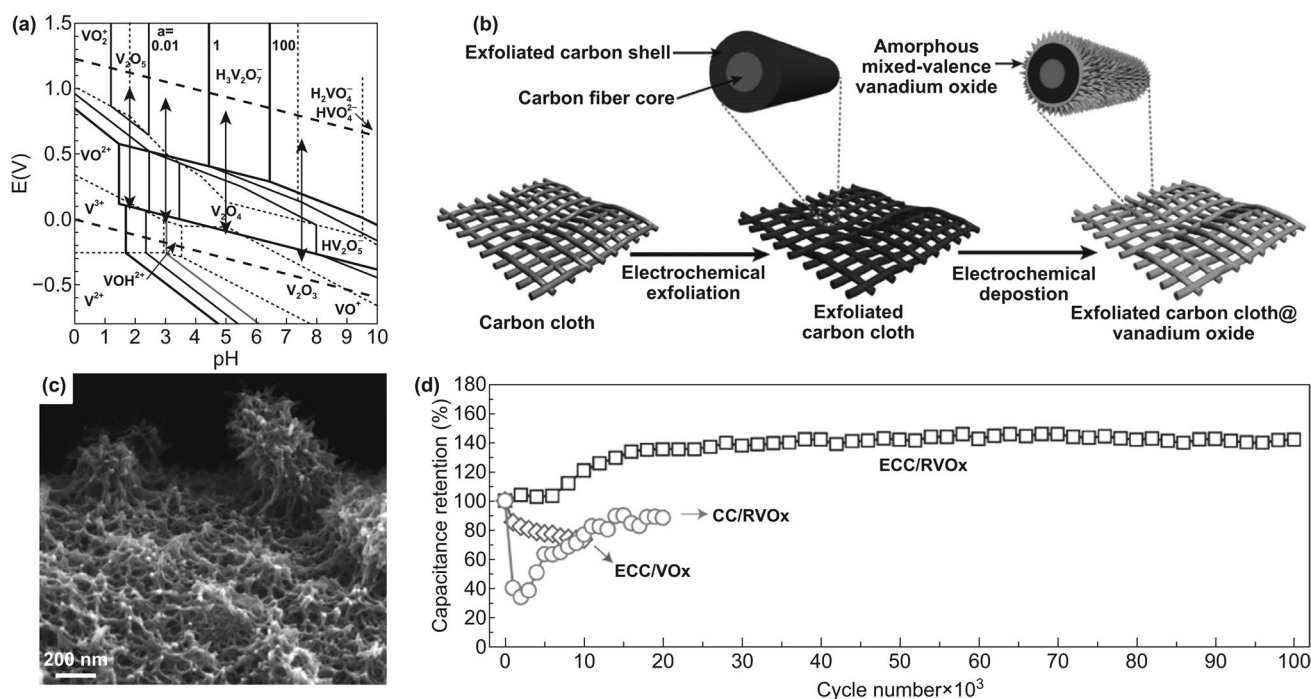 (a)
1.5
1.0
0.5
0.0
−0.5
E(V)
VO₂⁺
V₂O₅
a=
0.01
1
100
H₃V₂O₇⁻
H₂VO₄⁻
HVO₄²⁻
VO²⁺
V³⁺
V₂O₄
HV₂O₅
VOH²⁺
V₂O₃
V²⁺
VO⁺
0 1 2 3 4 5 6 7 8 9 10
pH
(b)
Exfoliated carbon shell
Carbon fiber core
Amorphous
mixed-valence
vanadium oxide
Electrochemical
exfoliation
Electrochemical
depostion
Carbon cloth
Exfoliated
carbon cloth
Exfoliated carbon cloth@
vanadium oxide
(c)
200 nm
(d)
Capacitance retention (%)
180
160
140
120
100
80
60
40
20
0
ECC/RVOx
CC/RVOx
ECC/VOx
0 10 20 30 40 50 60 70 80 90 100
Cycle number×10³